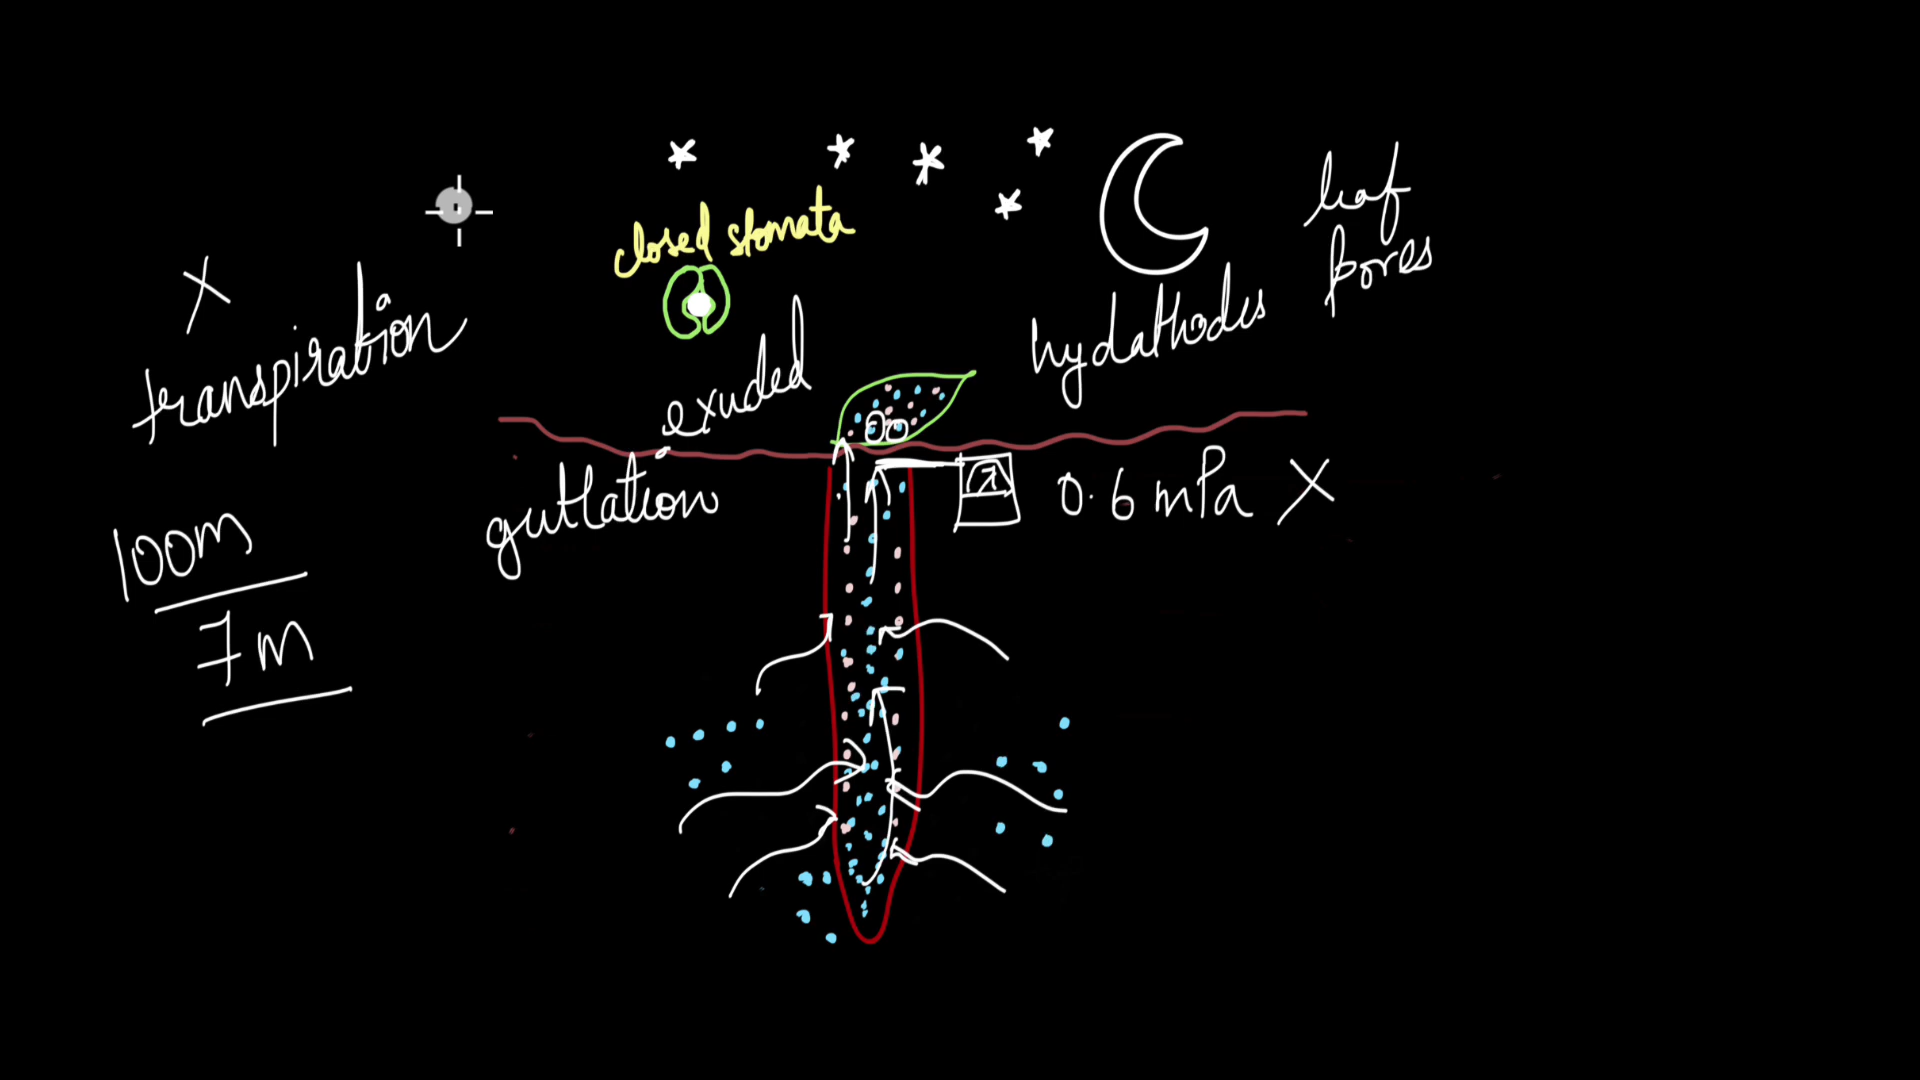 closed stomata
leaf
pores
X
transpiration
exuded
hydathodes
guttation
0.6 mPa X
100m
7m